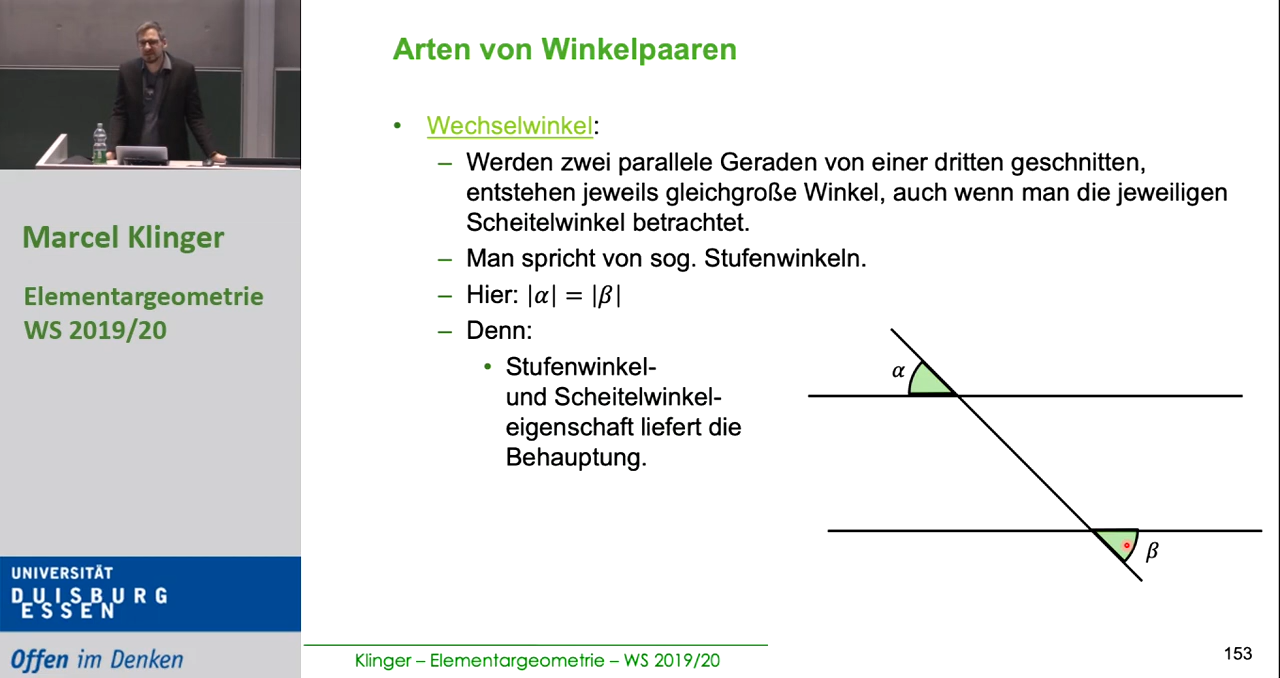 Arten von Winkelpaaren
• Wechselwinkel:
– Werden zwei parallele Geraden von einer dritten geschnitten,
entstehen jeweils gleichgroße Winkel, auch wenn man die jeweiligen
Scheitelwinkel betrachtet.
– Man spricht von sog. Stufenwinkeln.
– Hier: |α| = |β|
– Denn:
• Stufenwinkel-
und Scheitelwinkel-
eigenschaft liefert die
Behauptung.
α
β
Marcel Klinger
Elementargeometrie
WS 2019/20
UNIVERSITÄT
DUISBURG
ESSEN
Offen im Denken
Klinger – Elementargeometrie – WS 2019/20
153